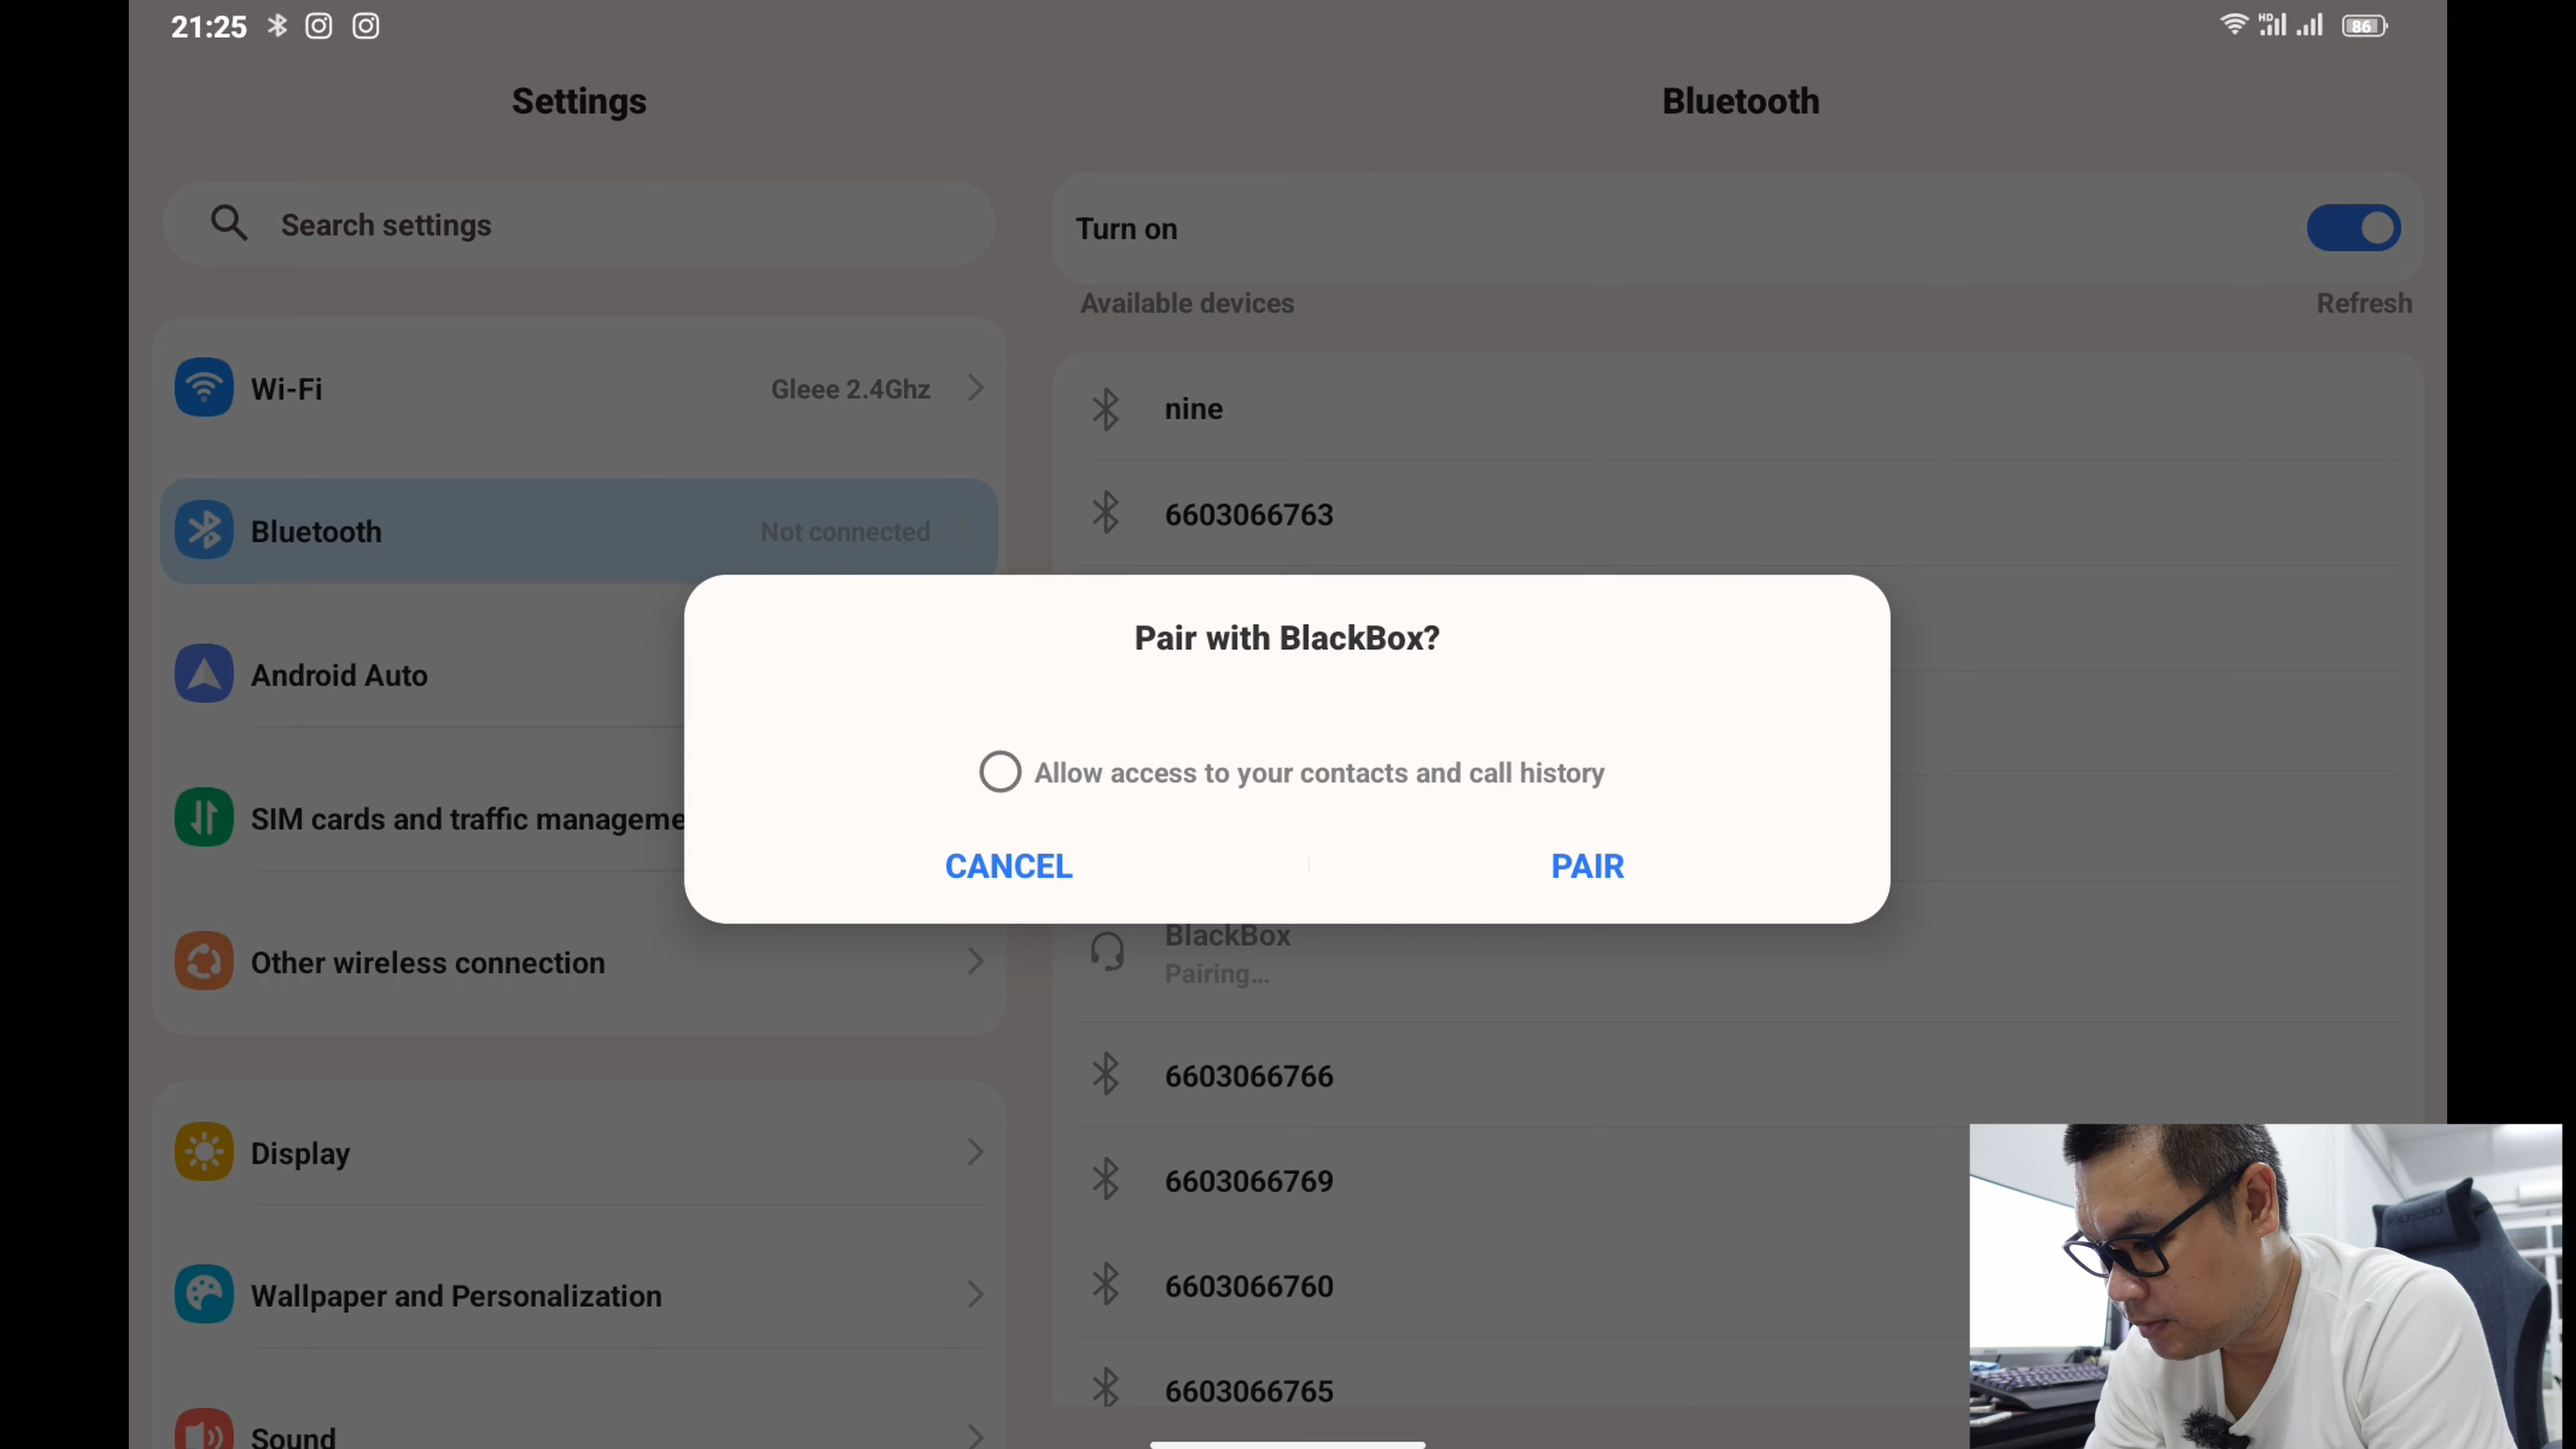 21:25
HD
86
Settings
Search settings
Wi-Fi
Gleee 2.4Ghz
Bluetooth
Not connected
Android Auto
SIM cards and traffic manageme
Other wireless connection
Display
Wallpaper and Personalization
Sound
Bluetooth
Turn on
Available devices
Refresh
nine
6603066763
Pair with BlackBox?
Allow access to your contacts and call history
CANCEL
PAIR
BlackBox
Pairing...
6603066766
6603066769
6603066760
6603066765